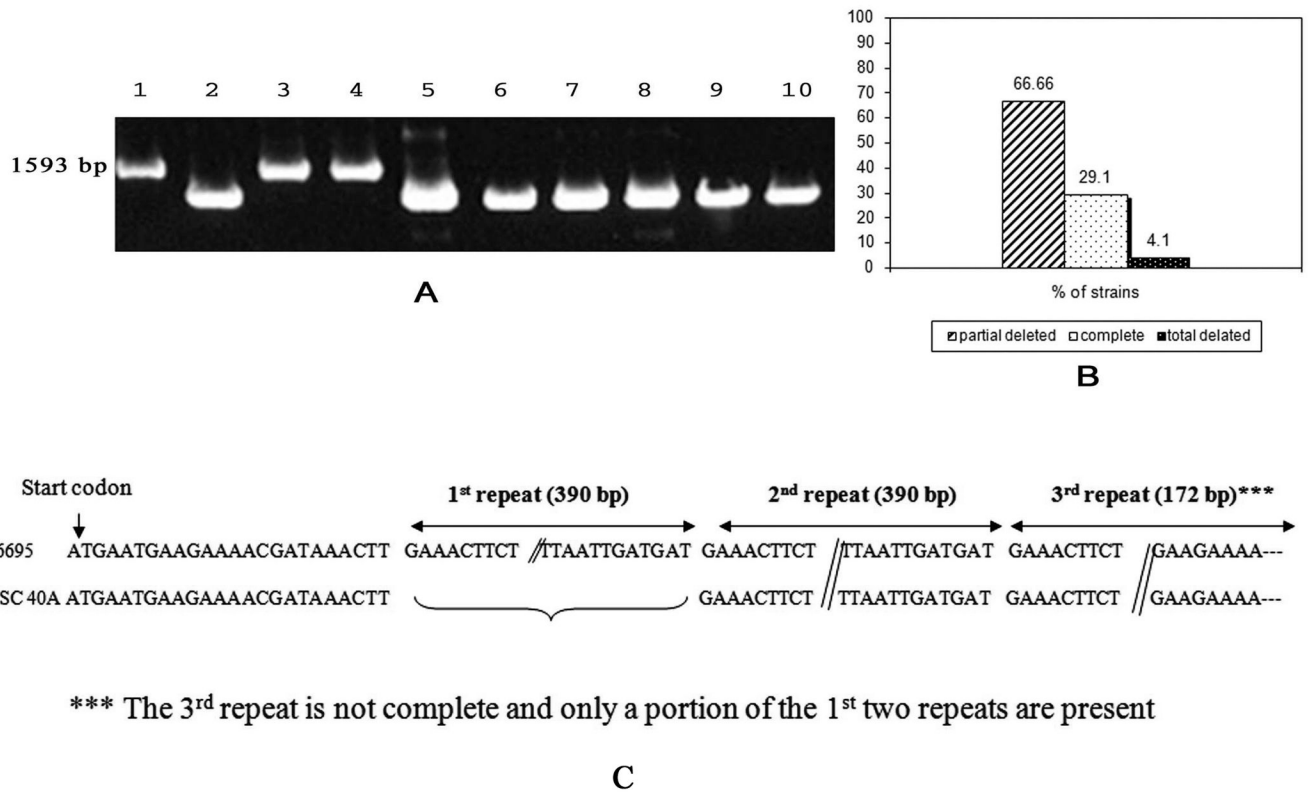 1 2 3 4 5 6 7 8 9 10
1593 bp
A
100
90
80
70
60
50
40
30
20
10
0
66.66
29.1
4.1
% of strains
partial deleted complete total delated
B
Start codon
1st repeat (390 bp) 2nd repeat (390 bp) 3rd repeat (172 bp)***
6695 ATGAATGAAGAAAACGATAAACTT GAAACTTCT //TTAATTGATGAT GAAACTTCT //TTAATTGATGAT GAAACTTCT //GAAGAAAA---
SC 40A ATGAATGAAGAAAACGATAAACTT GAAACTTCT //TTAATTGATGAT GAAACTTCT //GAAGAAAA---
*** The 3rd repeat is not complete and only a portion of the 1st two repeats are present
C